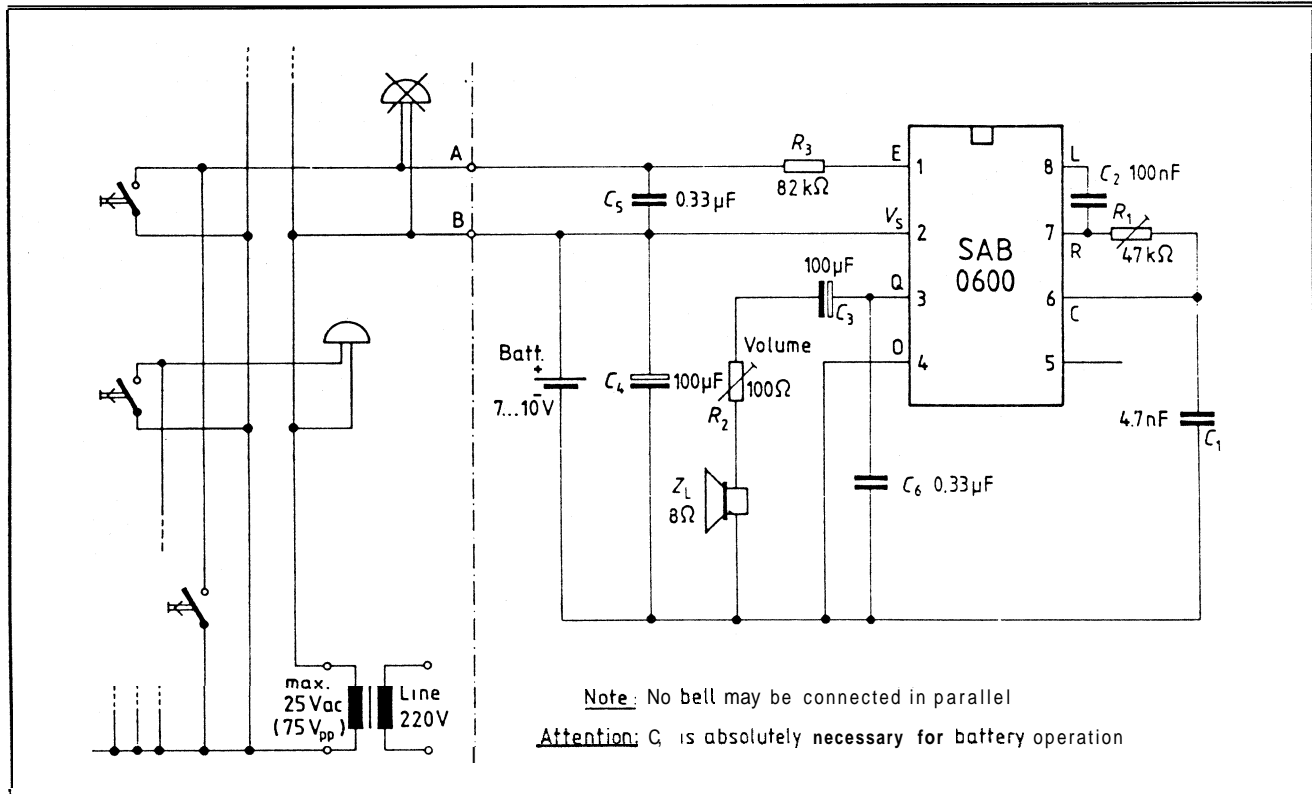 A
B
R3
82kΩ
C5 0.33µF
E
1
Vs
2
Q
3
O
4
SAB
0600
8
L
7
R
6
C
5
C2 100nF
R1
47kΩ
4.7nF
C1
100µF
C3
Volume
100Ω
R2
Batt.
+
-
7...10V
C4
100µF
ZL
8Ω
C6 0.33µF
max.
25Vac
(75Vpp)
Line
220V
Note: No bell may be connected in parallel
Attention: C, is absolutely necessary for battery operation